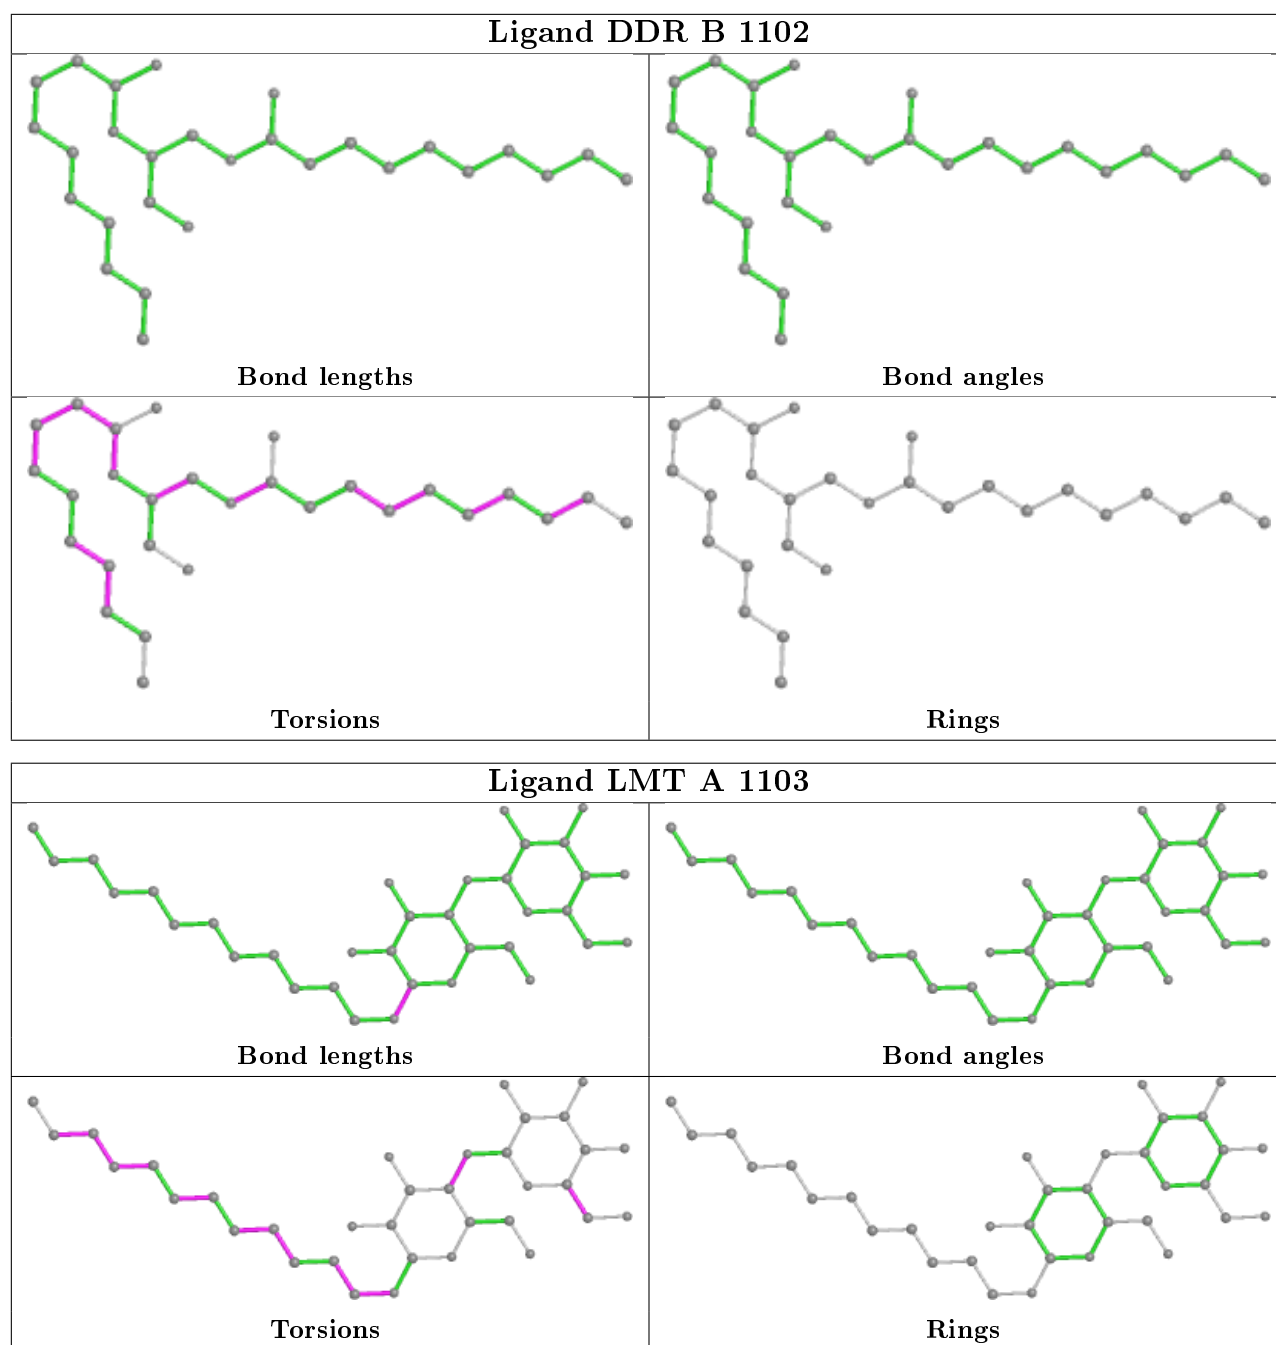 Ligand DDR B 1102
Bond lengths
Bond angles
Torsions
Rings
Ligand LMT A 1103
Bond lengths
Bond angles
Torsions
Rings